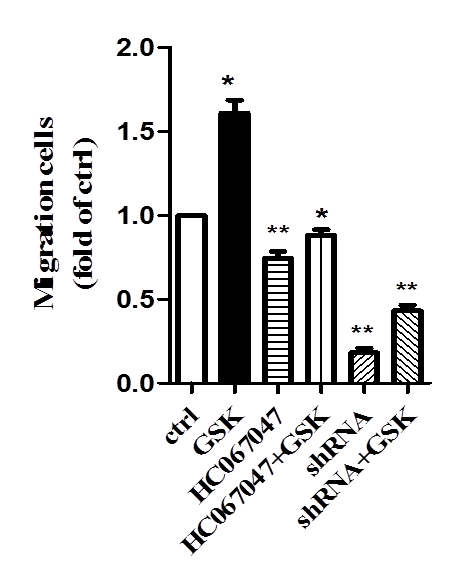 Migration cells
(fold of ctrl)
2.0
1.5
1.0
0.5
0.0
*
**
*
**
**
ctrl
GSK
HC067047
HC067047+GSK
shRNA
shRNA+GSK